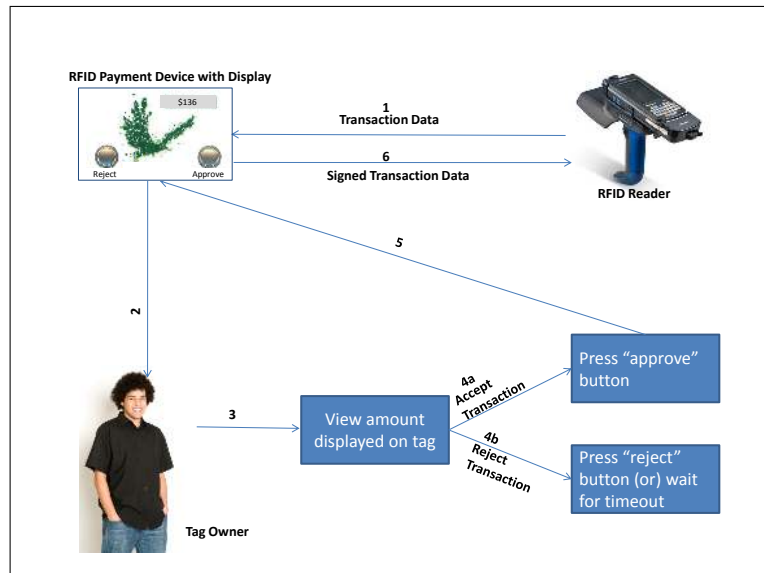 RFID Payment Device with Display
$136
Reject
Approve
1
Transaction Data
6
Signed Transaction Data
RFID Reader
5
2
3
View amount
displayed on tag
4a
Accept
Transaction
4b
Reject
Transaction
Press “approve”
button
Press “reject”
button (or) wait
for timeout
Tag Owner